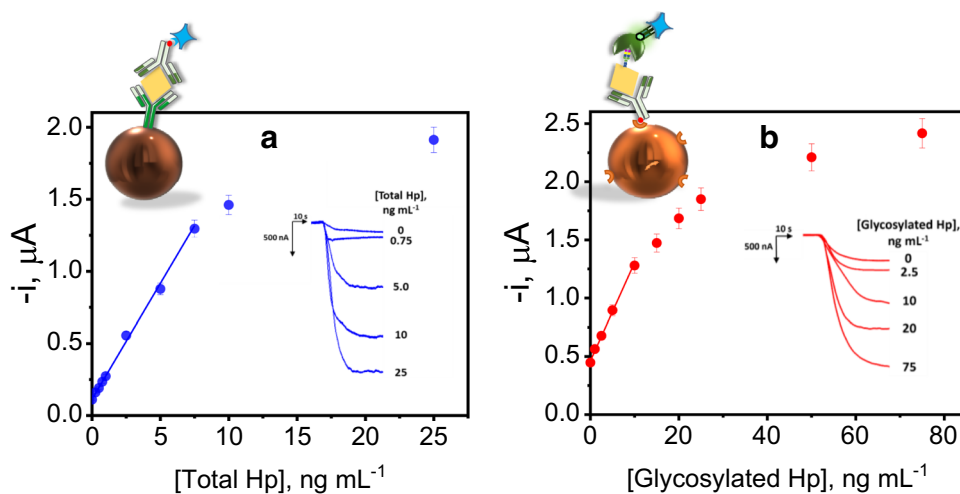 a
2.0
1.5
1.0
0.5
0.0
-i, μA
0 5 10 15 20 25
[Total Hp], ng mL⁻¹
[Total Hp],
ng mL⁻¹
10 s
500 nA
0
0.75
5.0
10
25
b
2.5
2.0
1.5
1.0
0.5
0.0
-i, μA
0 20 40 60 80
[Glycosylated Hp], ng mL⁻¹
[Glycosylated Hp],
ng mL⁻¹
10 s
500 nA
0
2.5
10
20
75